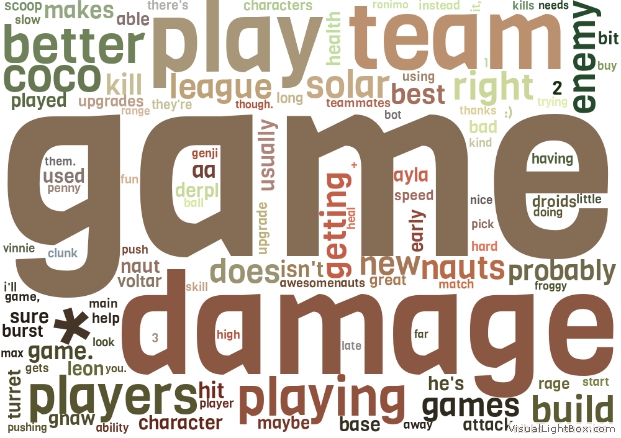 scoop makes there's characters ronimo instead it, kills needs
slow able play health team 1 enemy bit
better coco kill league solar using best right 2 buy
played upgrades they're though. long teammates trying
range bot thanks :)
game
bad
kind
them. genji
used aa usually + ayla having
penny fun derpl speed
ball getting heal early nice droids little
upgrade pick doing
vinnie clunk push hard
naut does isn't new nauts probably
voltar awesomenauts great match froggy
i'll skill
game, main
sure * help damage
burst look 3 high late far
max game.
gets leon you.
turret players hit playing he's rage start
player games build
pushing gnaw ability character maybe base away attack
VisualLightBox.com